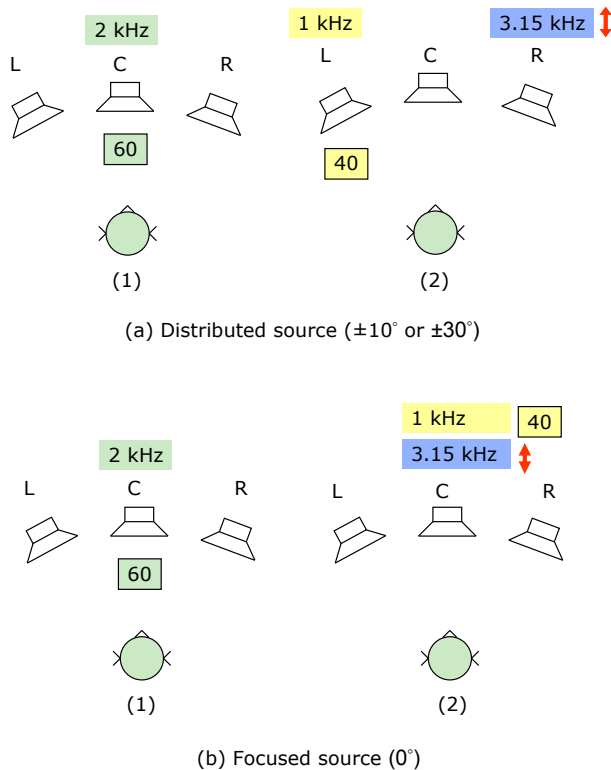 2 kHz 1 kHz 3.15 kHz
L C R L C R
60
40
(1) (2)
(a) Distributed source (±10° or ±30°)
1 kHz 40
2 kHz 3.15 kHz
L C R L C R
60
(1) (2)
(b) Focused source (0°)